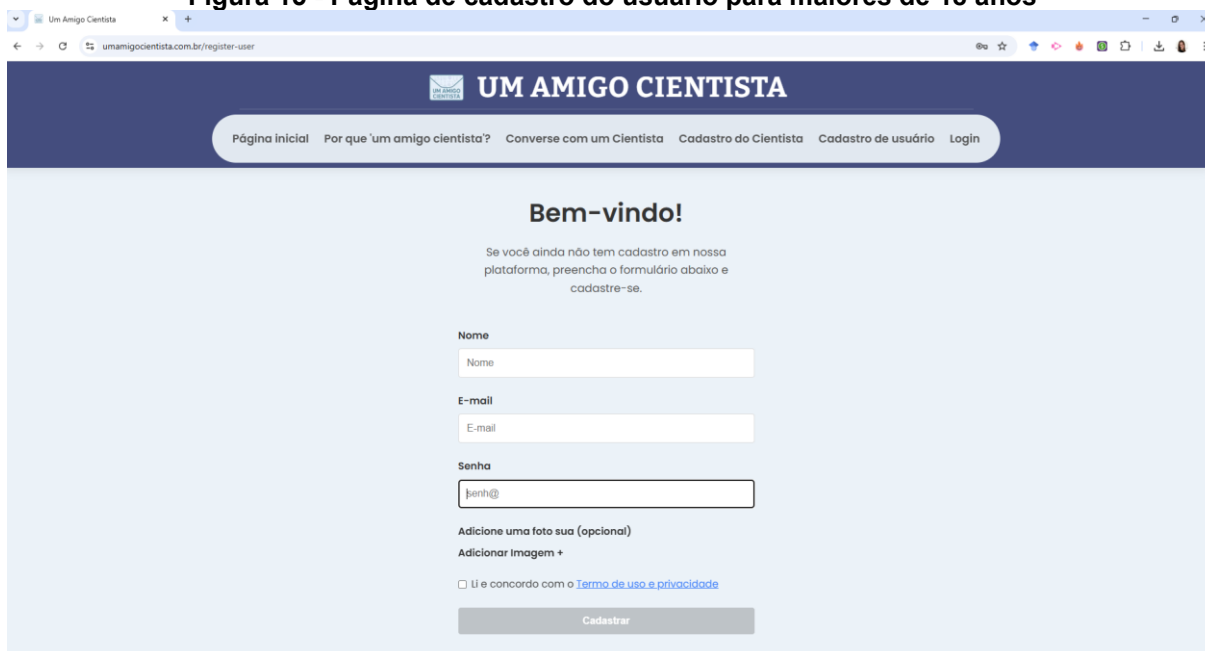 Figura 10 - Página de cadastro do usuário para maiores de 18 anos
Um Amigo Cientista
umamigocientista.com.br/register-user
UM AMIGO CIENTISTA
UM AMIGO CIENTISTA
Página inicial Por que 'um amigo cientista'? Converse com um Cientista Cadastro do Cientista Cadastro de usuário Login
Bem-vindo!
Se você ainda não tem cadastro em nossa
plataforma, preencha o formulário abaixo e
cadastre-se.
Nome
Nome
E-mail
E-mail
Senha
senh@
Adicione uma foto sua (opcional)
Adicionar Imagem +
Li e concordo com o Termo de uso e privacidade
Cadastrar